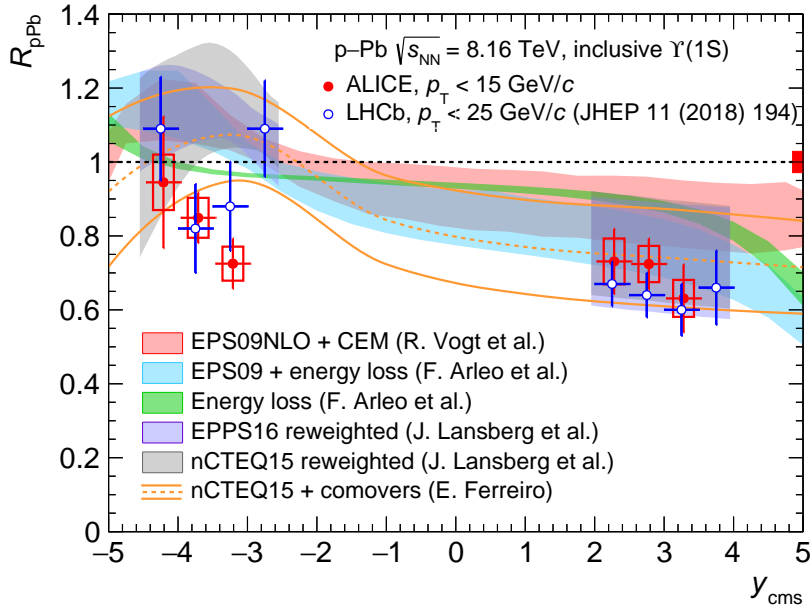 R_pPb
1.4
1.2
1
0.8
0.6
0.4
0.2
0
p–Pb √s_NN = 8.16 TeV, inclusive ϒ(1S)
ALICE, p_T < 15 GeV/c
LHCb, p_T < 25 GeV/c (JHEP 11 (2018) 194)
EPS09NLO + CEM (R. Vogt et al.)
EPS09 + energy loss (F. Arleo et al.)
Energy loss (F. Arleo et al.)
EPPS16 reweighted (J. Lansberg et al.)
nCTEQ15 reweighted (J. Lansberg et al.)
nCTEQ15 + comovers (E. Ferreiro)
−5 −4 −3 −2 −1 0 1 2 3 4 5
y_cms